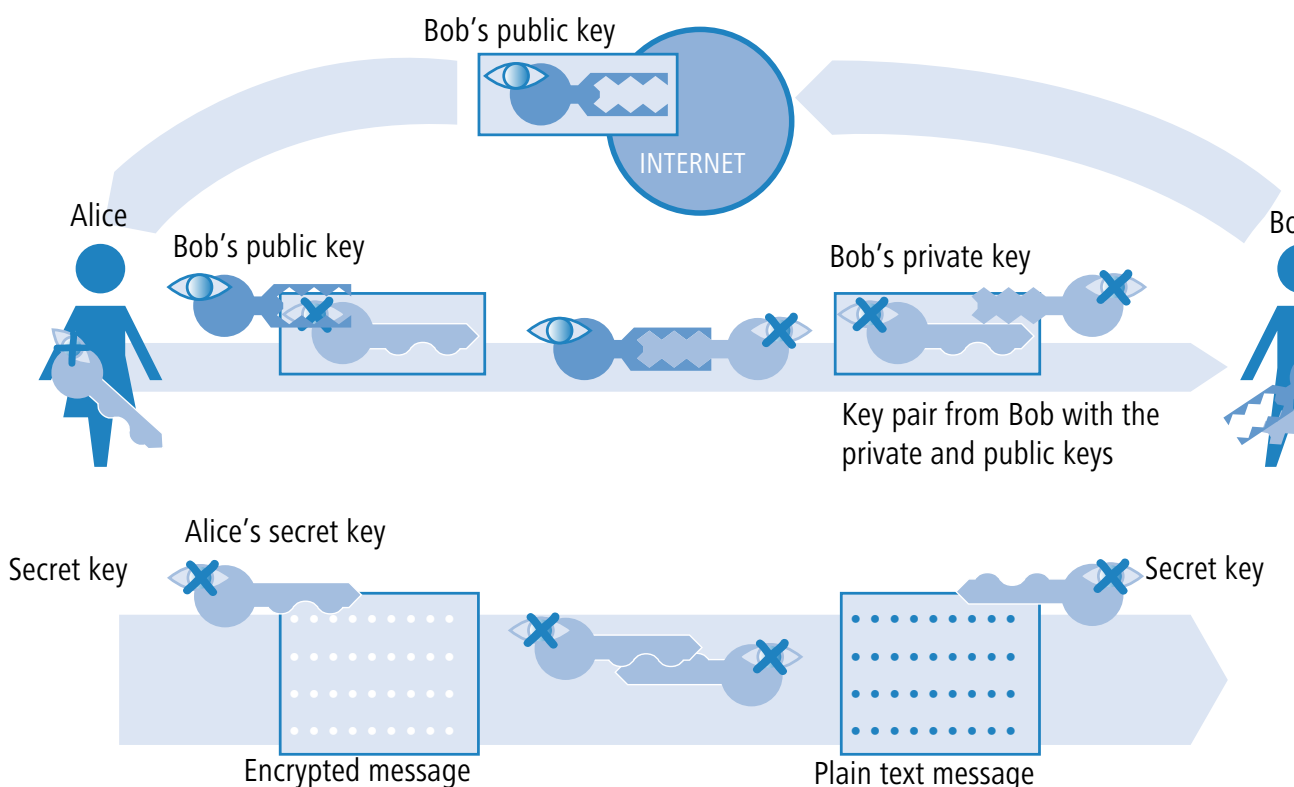 Bob's public key
INTERNET
Alice
Bo
Bob's public key
Bob's private key
Key pair from Bob with the
private and public keys
Alice's secret key
Secret key
Secret key
Encrypted message
Plain text message